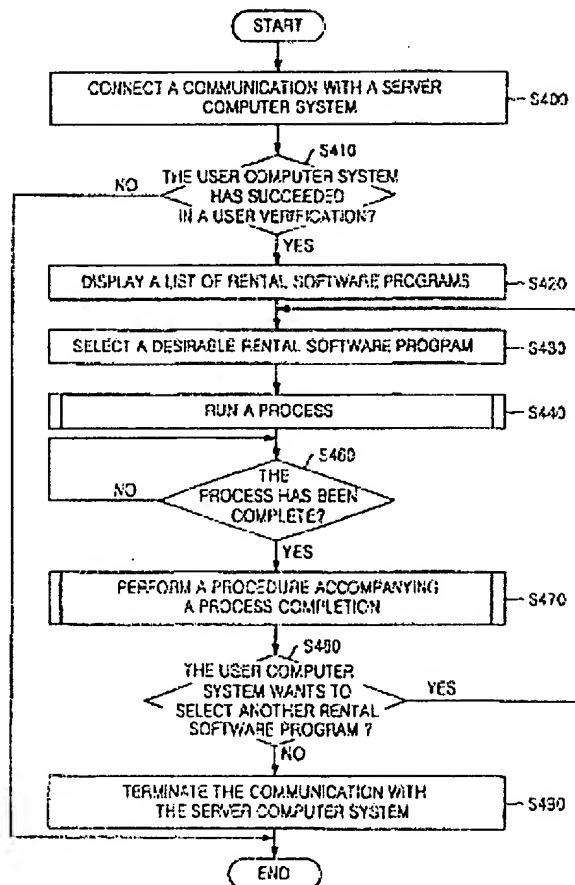 START
CONNECT A COMMUNICATION WITH A SERVER
COMPUTER SYSTEM
S400
S410
NO
THE USER COMPUTER SYSTEM
HAS SUCCEEDED
IN A USER VERIFICATION?
YES
DISPLAY A LIST OF RENTAL SOFTWARE PROGRAMS
S420
SELECT A DESIRABLE RENTAL SOFTWARE PROGRAM
S430
RUN A PROCESS
S440
S460
NO
THE
PROCESS HAS BEEN
COMPLETE?
YES
PERFORM A PROCEDURE ACCOMPANYING
A PROCESS COMPLETION
S470
S480
THE USER COMPUTER
SYSTEM WANTS TO
SELECT ANOTHER RENTAL
SOFTWARE PROGRAM ?
YES
NO
TERMINATE THE COMMUNICATION WITH
THE SERVER COMPUTER SYSTEM
S490
END